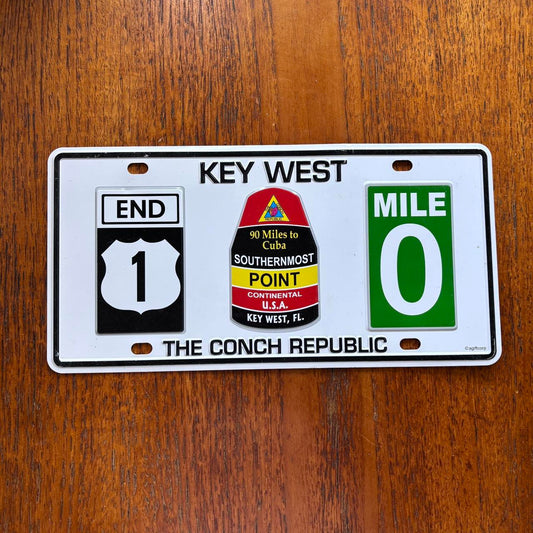 KEY WEST
END
1
90 Miles to
Cuba
SOUTHERNMOST
POINT
CONTINENTAL
U.S.A.
KEY WEST, FL.
MILE
0
THE CONCH REPUBLIC